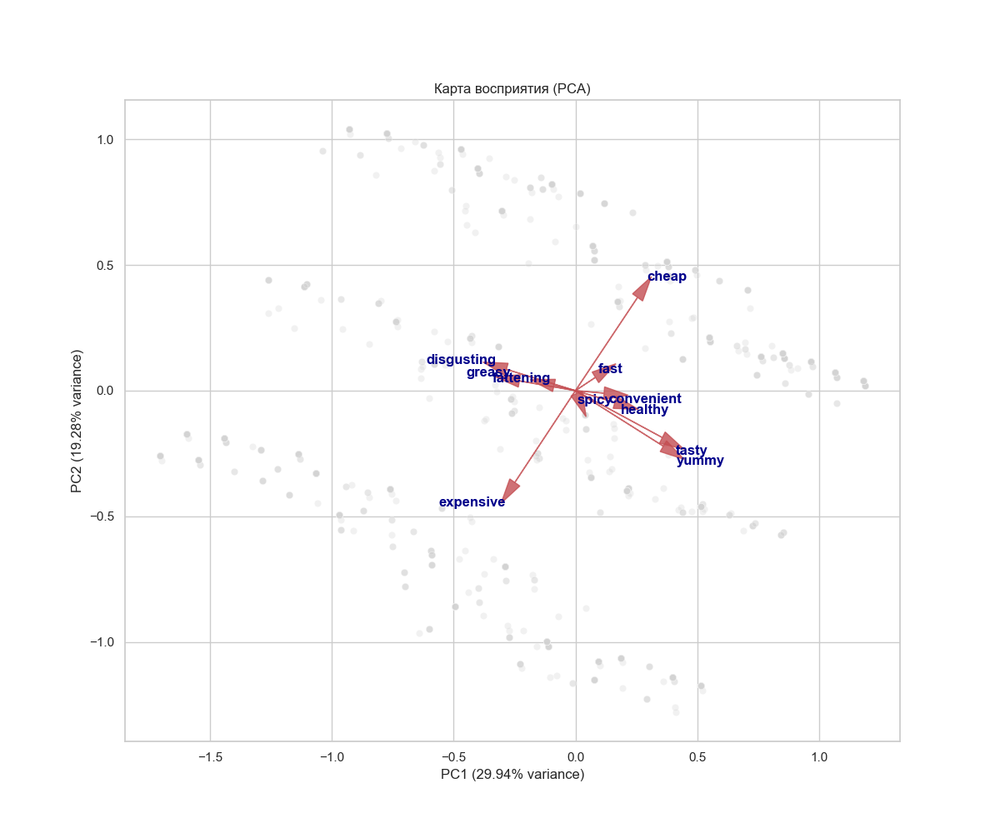 Карта восприятия (PCA)
PC2 (19.28% variance)
1.0
0.5
0.0
−0.5
−1.0
cheap
disgusting
fast
greasy
fattening
spicy
convenient
healthy
tasty
yummy
expensive
−1.5
−1.0
−0.5
0.0
0.5
1.0
PC1 (29.94% variance)